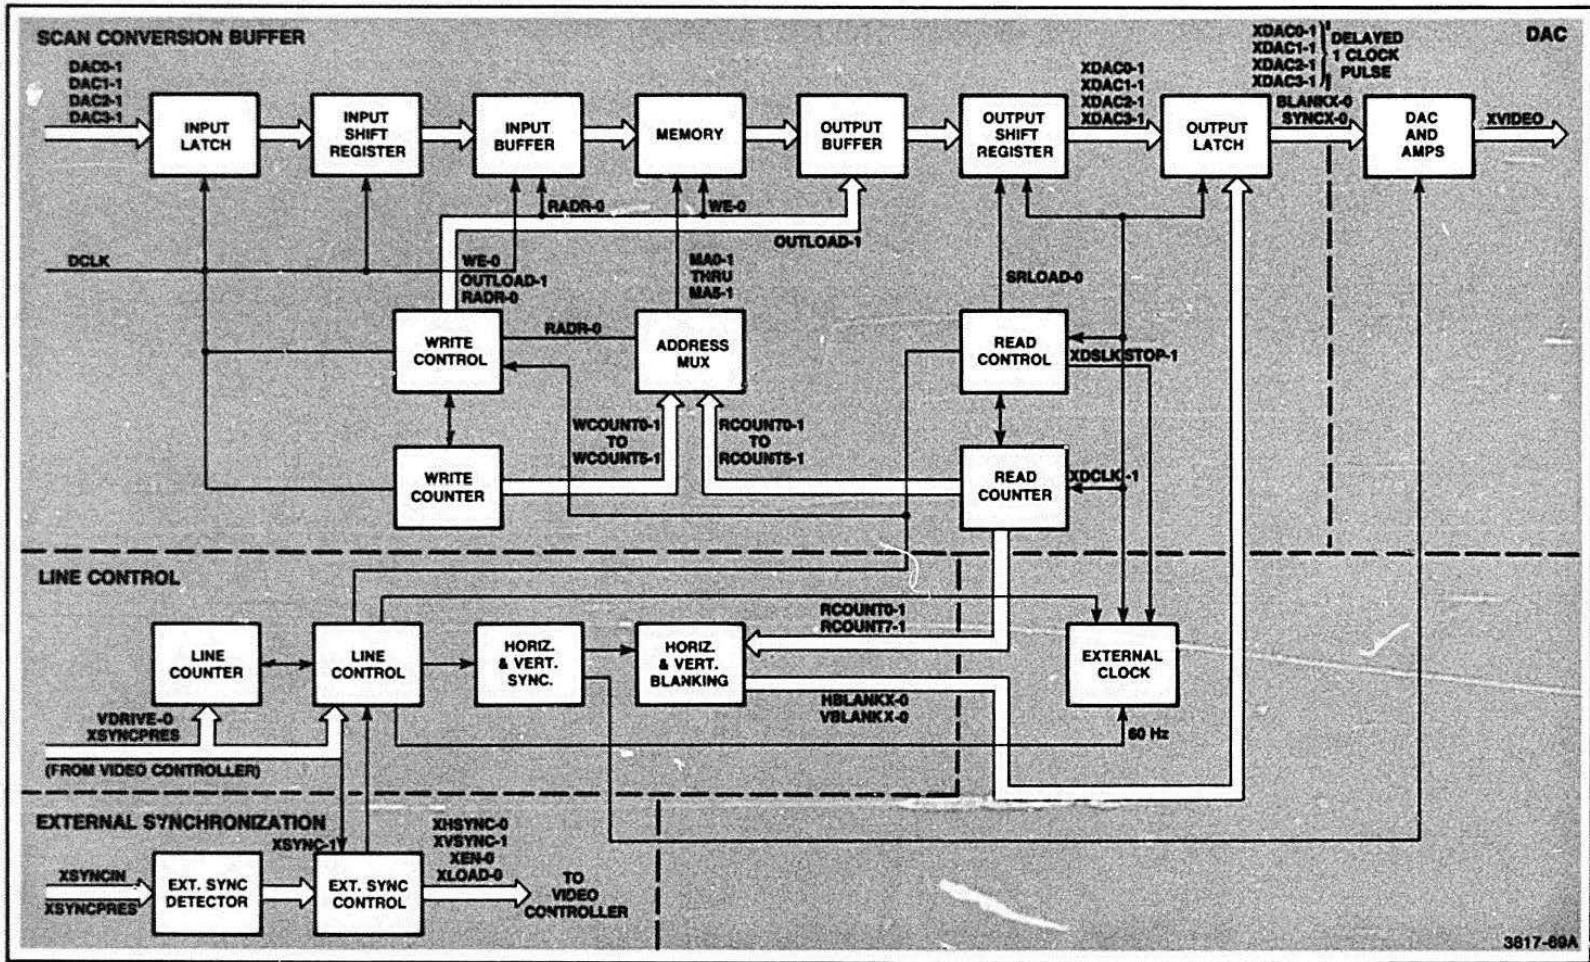 SCAN CONVERSION BUFFER
DAC
DAC0-1
DAC1-1
DAC2-1
DAC3-1
INPUT
LATCH
INPUT
SHIFT
REGISTER
INPUT
BUFFER
MEMORY
OUTPUT
BUFFER
OUTPUT
SHIFT
REGISTER
XDAC0-1
XDAC1-1
XDAC2-1
XDAC3-1
OUTPUT
LATCH
XDAC0-1
XDAC1-1
XDAC2-1
XDAC3-1
DELAYED
1 CLOCK
PULSE
BLANKX-0
SYNCX-0
DAC
AND
AMPS
XVIDEO
RADR-0
WE-0
OUTLOAD-1
DCLK
WE-0
OUTLOAD-1
RADR-0
MA0-1
THRU
MA5-1
SRLOAD-0
WRITE
CONTROL
RADR-0
ADDRESS
MUX
READ
CONTROL
XDSLKSTOP-1
WCOUNT0-1
TO
WCOUNT5-1
RCOUNT0-1
TO
RCOUNT5-1
WRITE
COUNTER
READ
COUNTER
XDCLK-1
LINE CONTROL
LINE
COUNTER
LINE
CONTROL
HORIZ.
& VERT.
SYNC.
HORIZ.
& VERT.
BLANKING
RCOUNT0-1
RCOUNT7-1
EXTERNAL
CLOCK
VDRIVE-0
XSYNCPRES
(FROM VIDEO CONTROLLER)
HBLANKX-0
VBLANKX-0
60 Hz
EXTERNAL SYNCHRONIZATION
XSYNC-1
XHSYNC-0
XVSYNC-1
XEN-0
XLOAD-0
XSYNCIN
XSYNCPRES
EXT. SYNC
DETECTOR
EXT. SYNC
CONTROL
TO
VIDEO
CONTROLLER
3817-69A